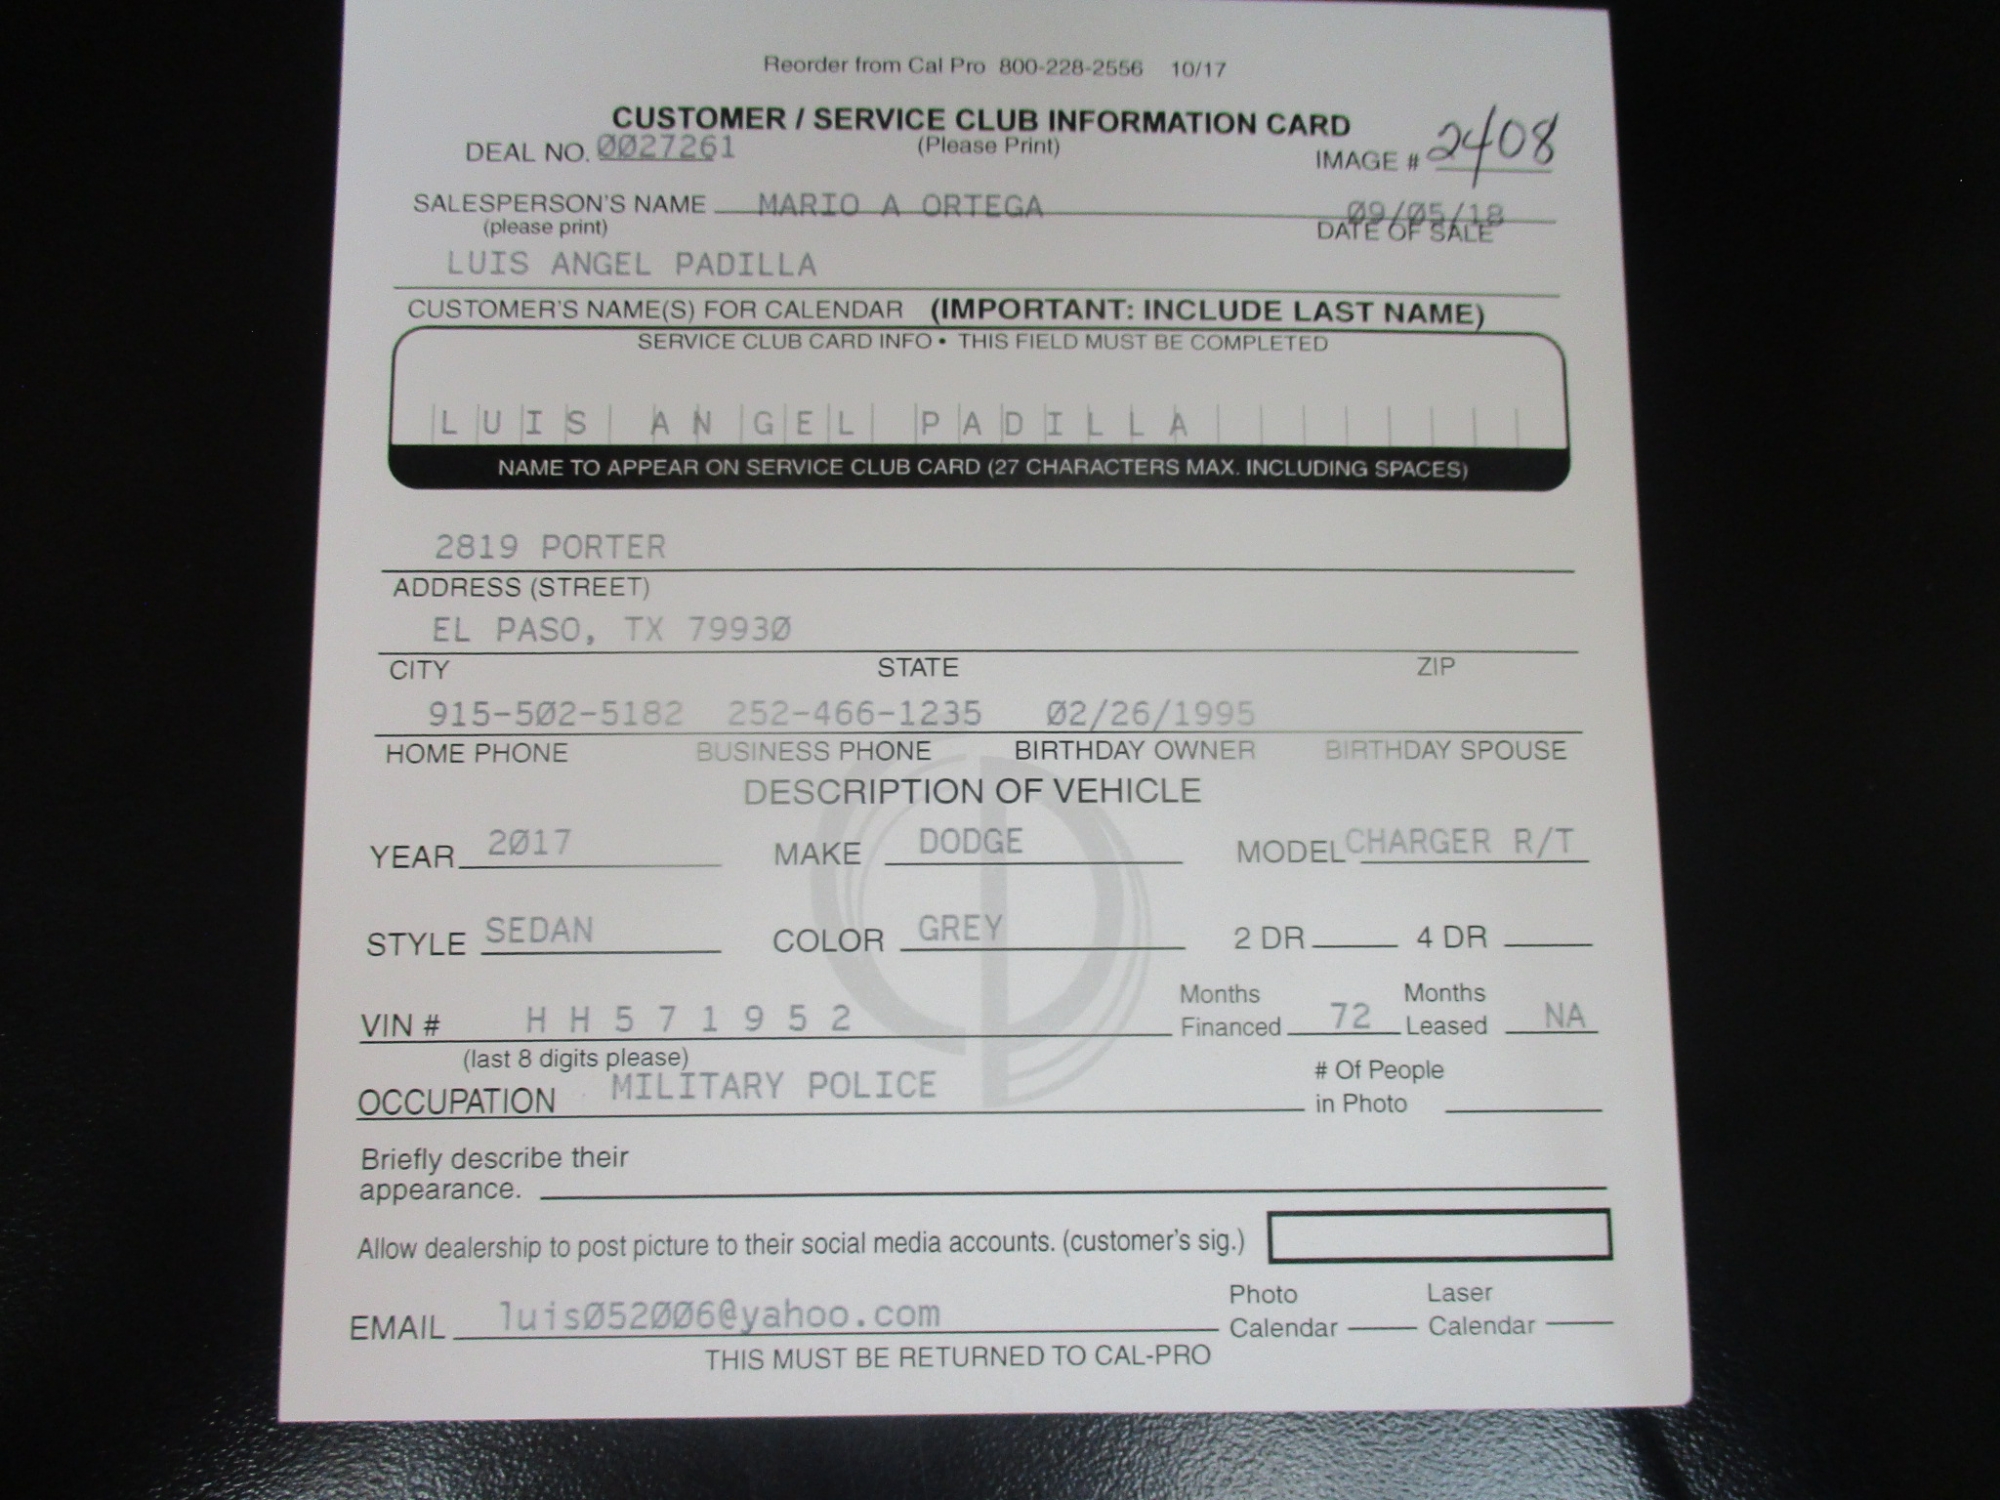 Reorder from Cal Pro 800-228-2556 10/17
CUSTOMER / SERVICE CLUB INFORMATION CARD
DEAL NO. 0027261 (Please Print) IMAGE # 2408
SALESPERSON'S NAME MARIO A ORTEGA 09/05/18
(please print) DATE OF SALE
LUIS ANGEL PADILLA
CUSTOMER'S NAME(S) FOR CALENDAR (IMPORTANT: INCLUDE LAST NAME)
SERVICE CLUB CARD INFO • THIS FIELD MUST BE COMPLETED
LUIS ANGEL PADILLA
NAME TO APPEAR ON SERVICE CLUB CARD (27 CHARACTERS MAX. INCLUDING SPACES)
2819 PORTER
ADDRESS (STREET)
EL PASO, TX 79930
CITY STATE ZIP
915-502-5182 252-466-1235 02/26/1995
HOME PHONE BUSINESS PHONE BIRTHDAY OWNER BIRTHDAY SPOUSE
DESCRIPTION OF VEHICLE
YEAR 2017 MAKE DODGE MODEL CHARGER R/T
STYLE SEDAN COLOR GREY 2 DR 4 DR
Months Months
VIN # HH571952 Financed 72 Leased NA
(last 8 digits please)
OCCUPATION MILITARY POLICE # Of People
in Photo
Briefly describe their
appearance.
Allow dealership to post picture to their social media accounts. (customer's sig.)
Photo Laser
EMAIL luis052006@yahoo.com Calendar Calendar
THIS MUST BE RETURNED TO CAL-PRO